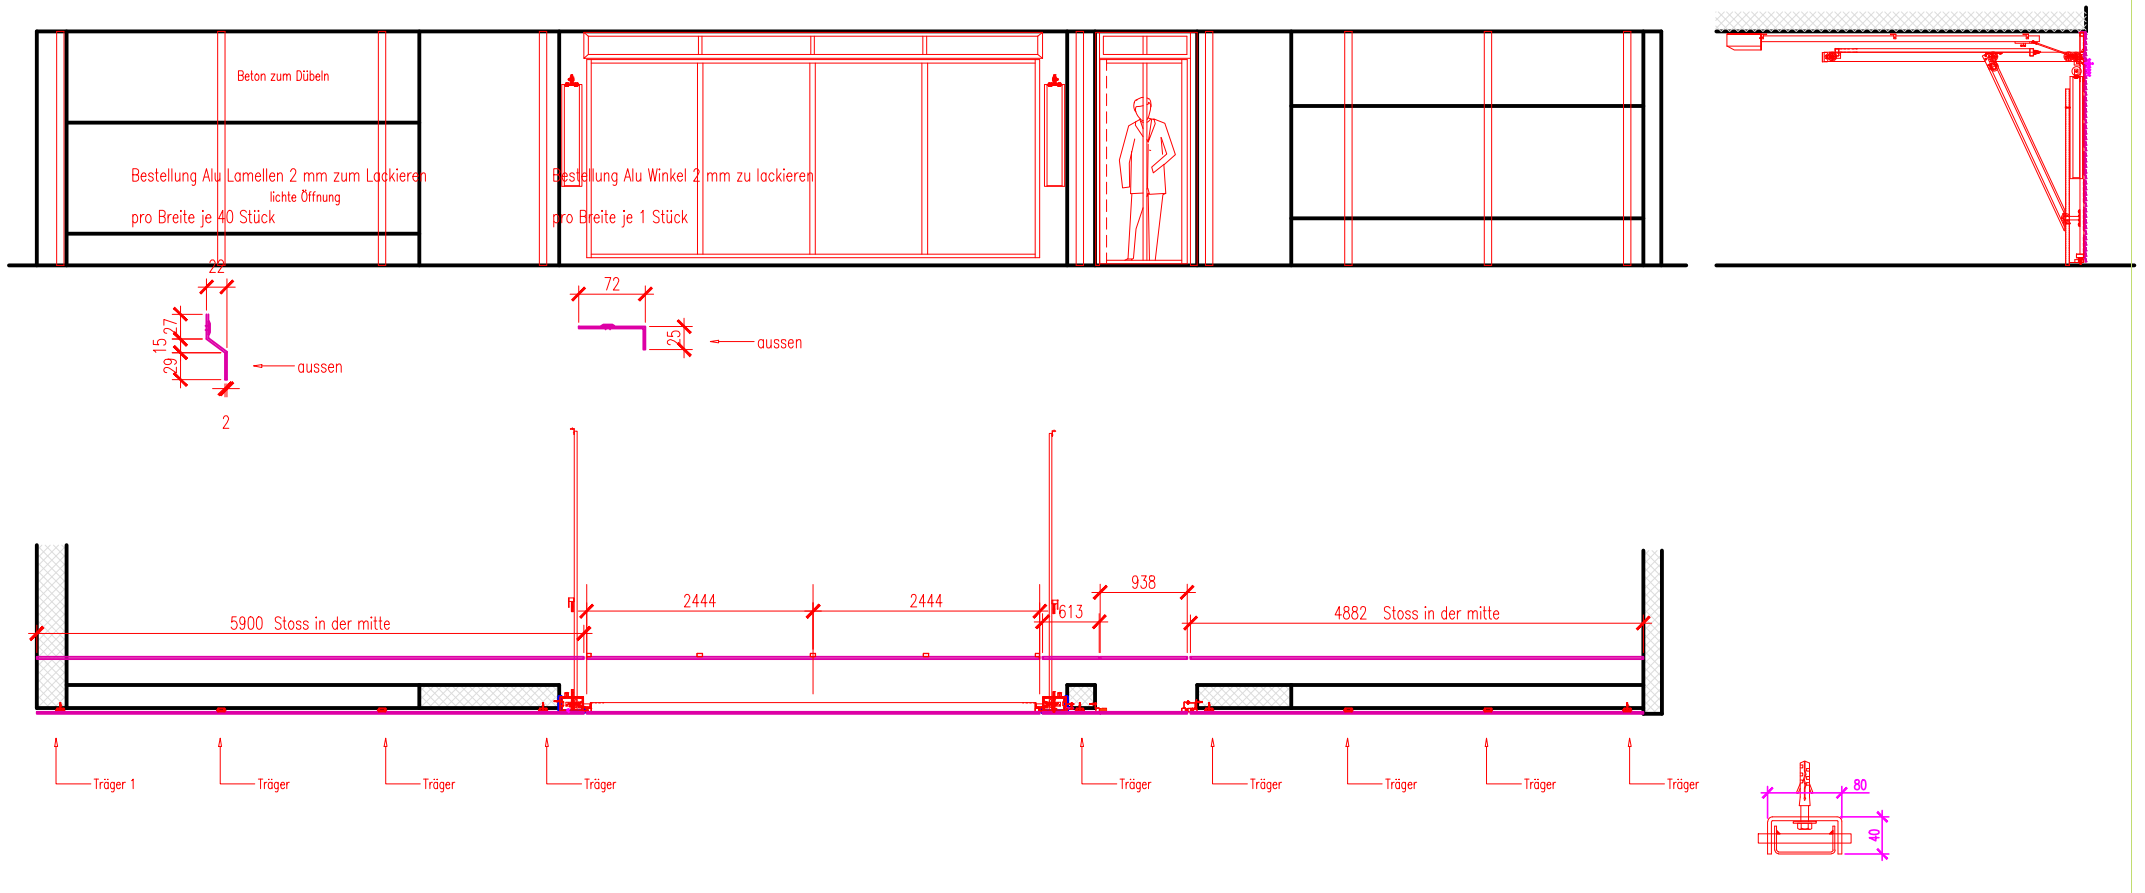 Beton zum Dübeln
Bestellung Alu Lamellen 2 mm zum Lackieren
lichte Öffnung
pro Breite je 40 Stück
Bestellung Alu Winkel 2 mm zu lackieren
pro Breite je 1 Stück
22
27
15
29
aussen
2
72
25
aussen
5900 Stoss in der mitte
2444
2444
613
938
4882 Stoss in der mitte
Träger 1
Träger
Träger
Träger
Träger
Träger
Träger
Träger
Träger
80
40